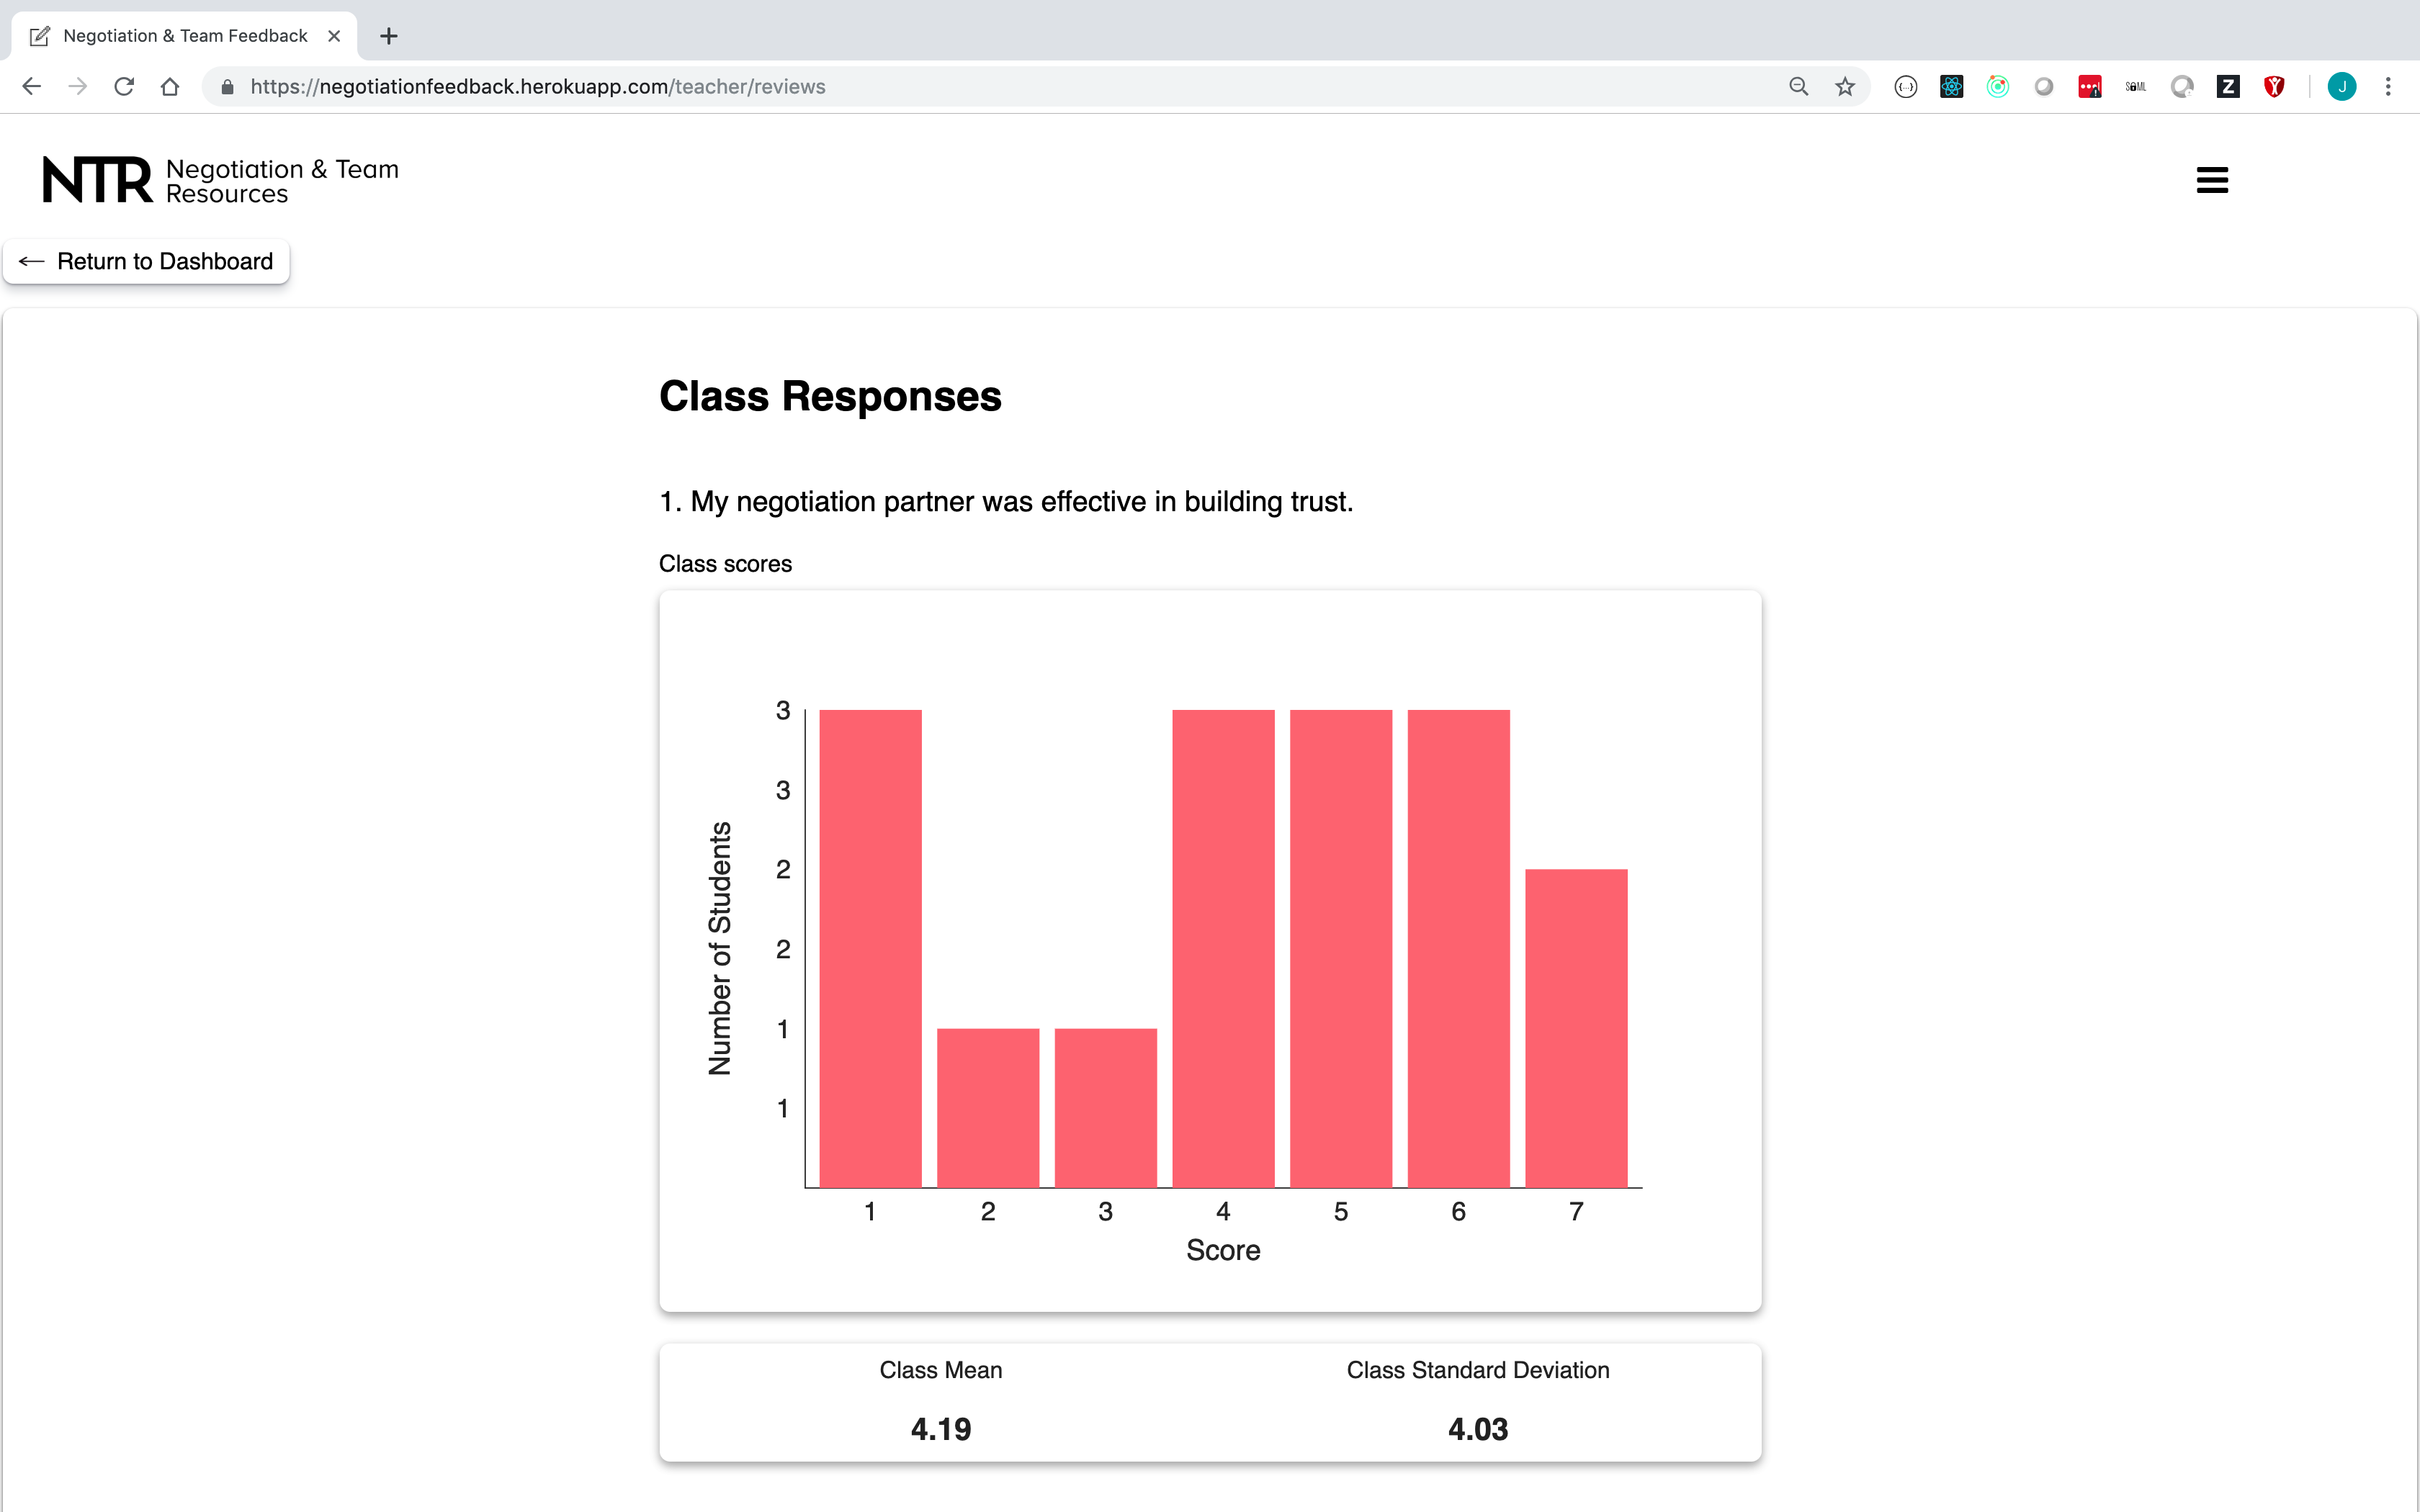 Negotiation & Team Feedback
https://negotiationfeedback.herokuapp.com/teacher/reviews
J
NTR Negotiation & Team
Resources
← Return to Dashboard
Class Responses
1. My negotiation partner was effective in building trust.
Class scores
3
3
2
2
1
1
Number of Students
1 2 3 4 5 6 7
Score
Class Mean Class Standard Deviation
4.19 4.03